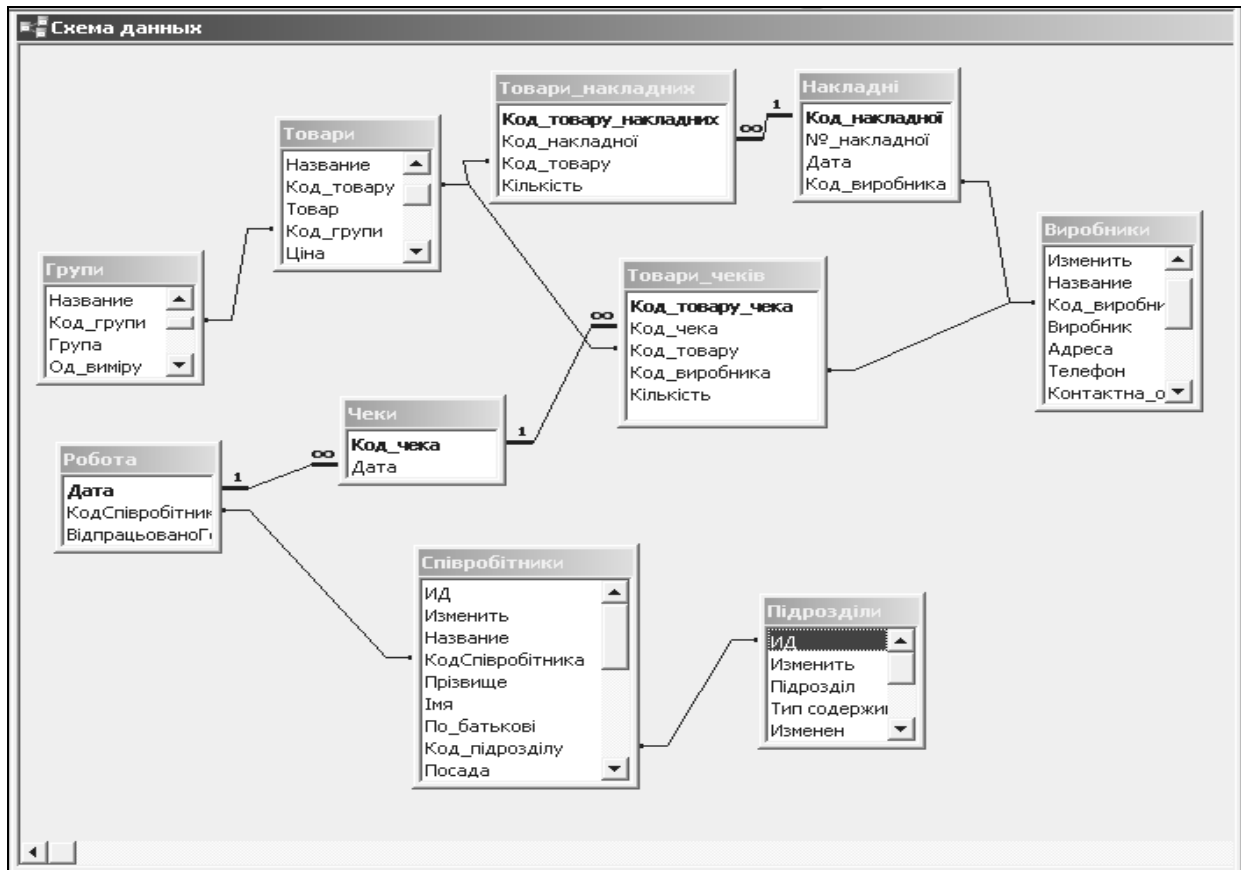 Схема данных
Товари_накладних
Код_товару_накладних
Код_накладної
Код_товару
Кількість
Накладні
Код_накладної
№_накладної
Дата
Код_виробника
1
∞
Товари
Название
Код_товару
Товар
Код_групи
Ціна
Виробники
Изменить
Название
Код_виробни
Виробник
Адреса
Телефон
Контактна_о
Групи
Название
Код_групи
Група
Од_виміру
Товари_чеків
Код_товару_чека
Код_чека
Код_товару
Код_виробника
Кількість
∞
1
Чеки
Код_чека
Дата
∞
1
Робота
Дата
КодСпівробітник
ВідпрацьованоГ
Співробітники
ИД
Изменить
Название
КодСпівробітника
Прізвище
Імя
По_батькові
Код_підрозділу
Посада
Підрозділи
ИД
Изменить
Підрозділ
Тип содержи
Изменен